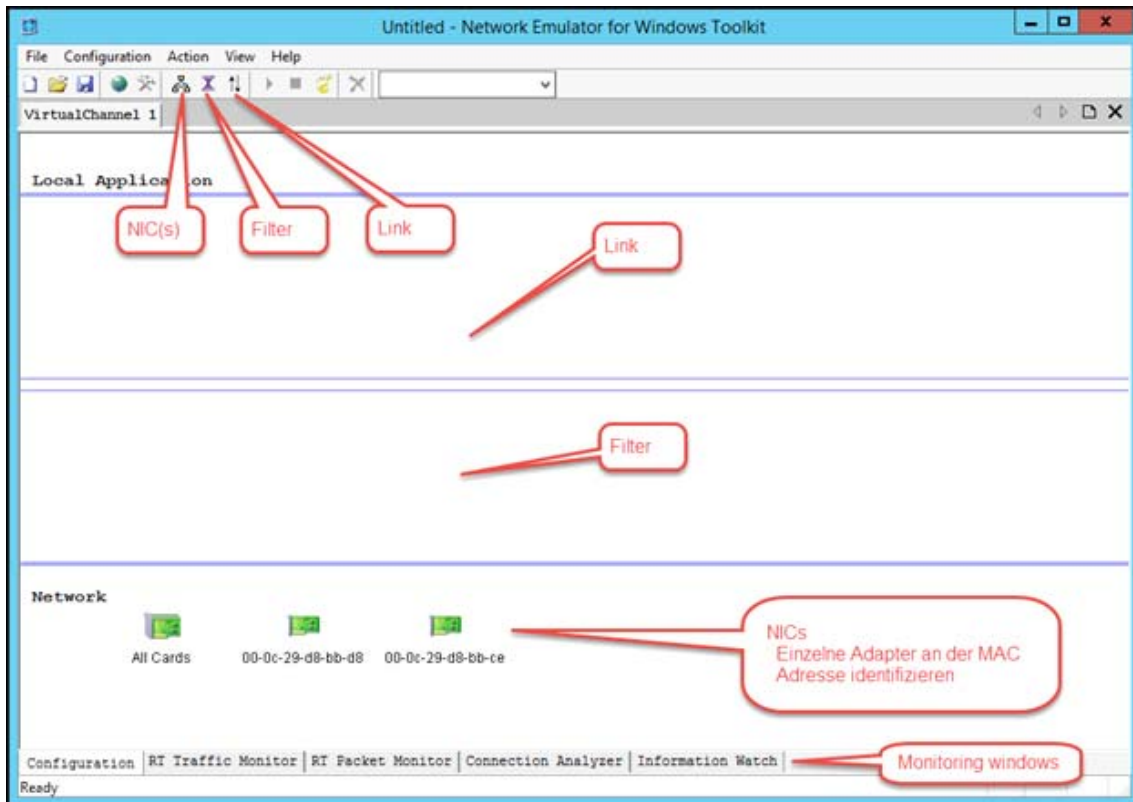 Untitled - Network Emulator for Windows Toolkit
File Configuration Action View Help
VirtualChannel 1
Local Application
NIC(s)
Filter
Link
Link
Filter
Network
All Cards
00-0c-29-d8-bb-d8
00-0c-29-d8-bb-ce
NICs
Einzelne Adapter an der MAC
Adresse identifizieren
Configuration RT Traffic Monitor RT Packet Monitor Connection Analyzer Information Watch
Monitoring windows
Ready